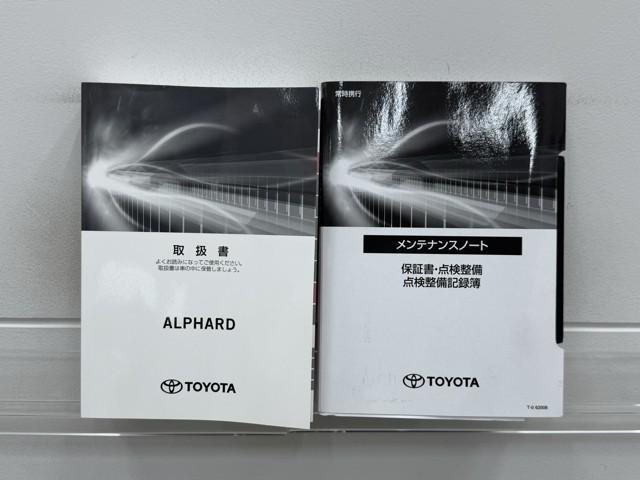 取扱書
よくお読みになってご使用ください。
取扱書は車の中に保管しましょう。
ALPHARD
TOYOTA
常時携行
メンテナンスノート
保証書・点検整備
点検整備記録簿
TOYOTA